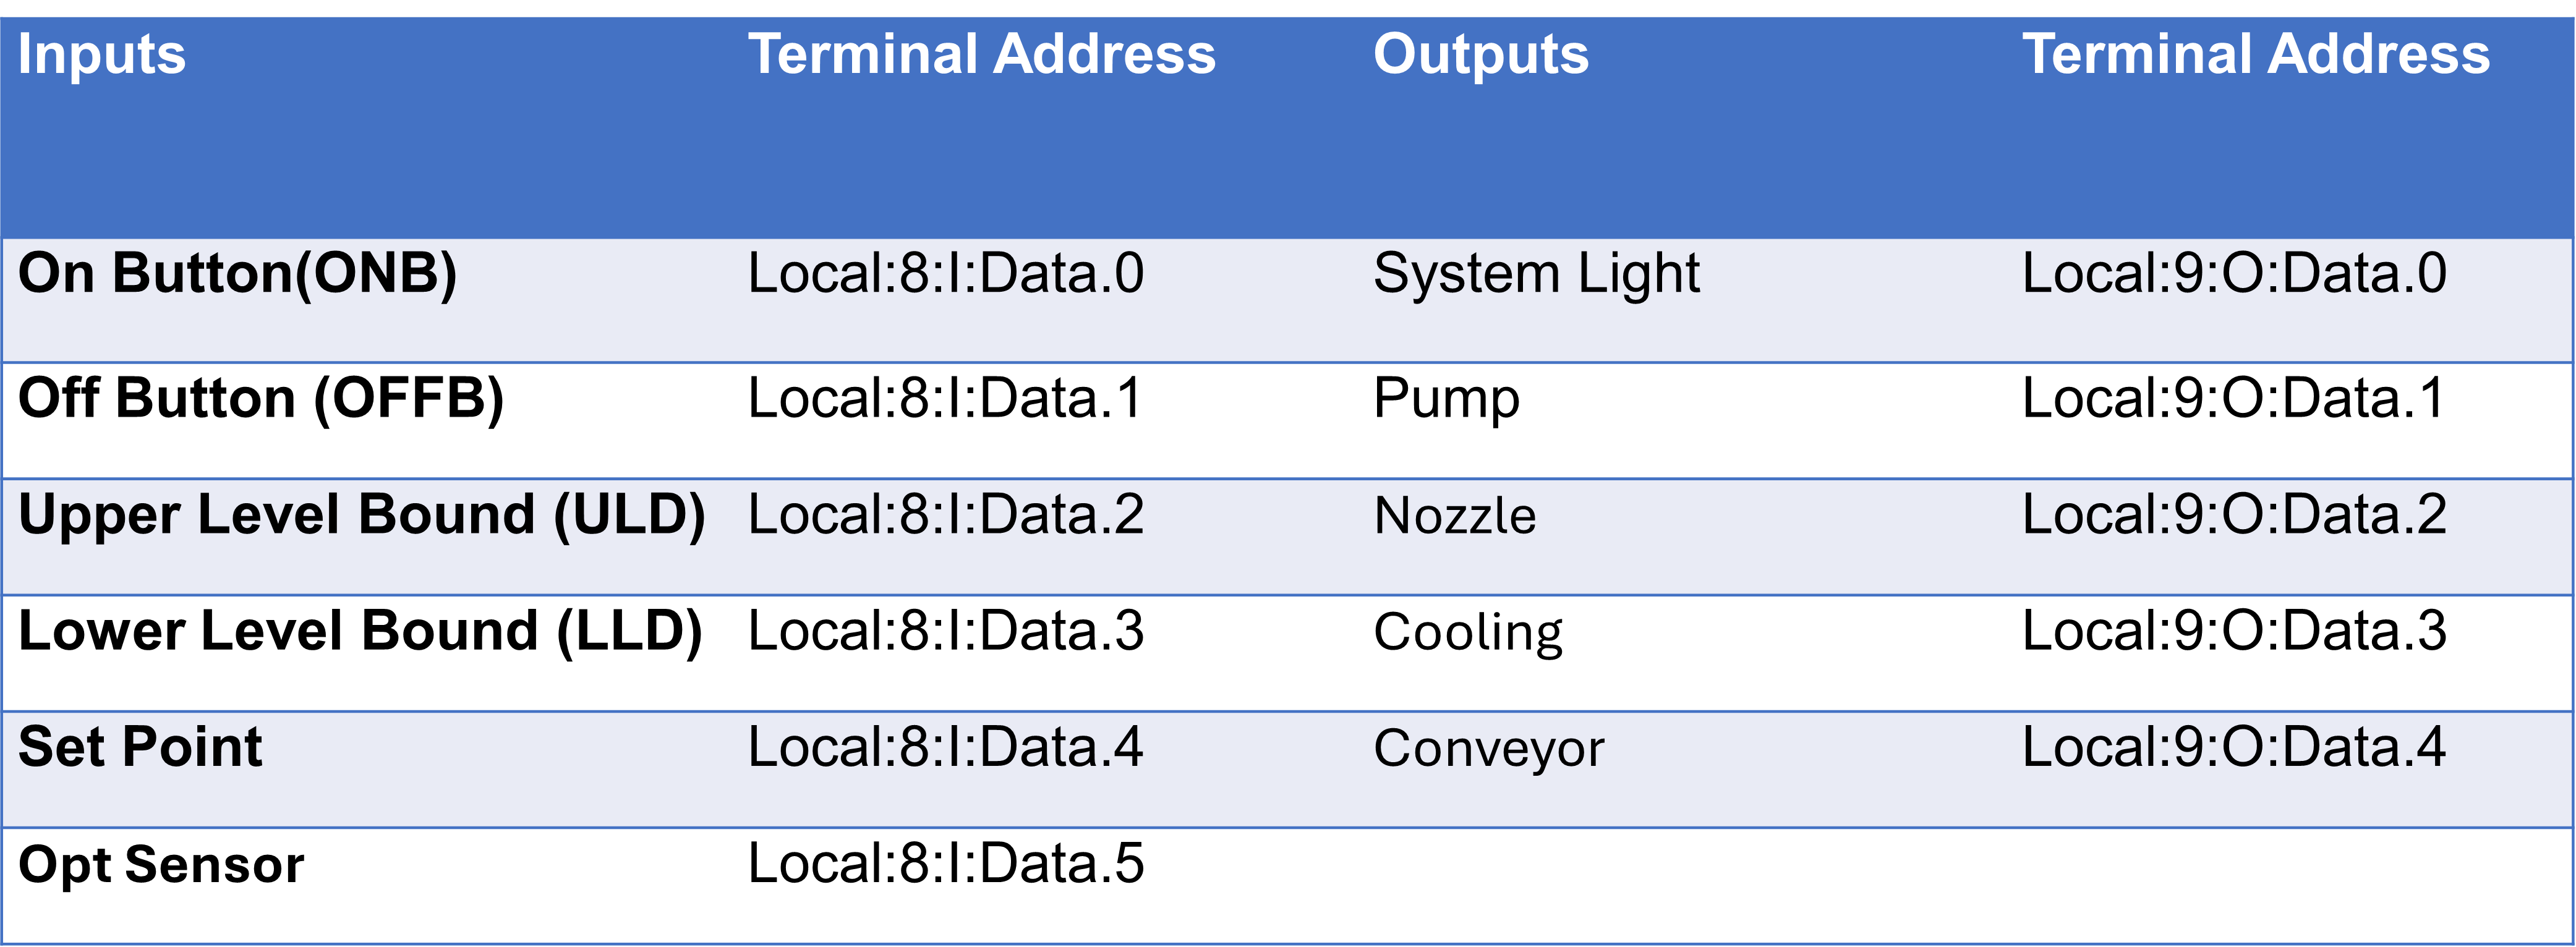 Inputs Terminal Address Outputs Terminal Address
On Button(ONB) Local:8:I:Data.0 System Light Local:9:O:Data.0
Off Button (OFFB) Local:8:I:Data.1 Pump Local:9:O:Data.1
Upper Level Bound (ULD) Local:8:I:Data.2 Nozzle Local:9:O:Data.2
Lower Level Bound (LLD) Local:8:I:Data.3 Cooling Local:9:O:Data.3
Set Point Local:8:I:Data.4 Conveyor Local:9:O:Data.4
Opt Sensor Local:8:I:Data.5